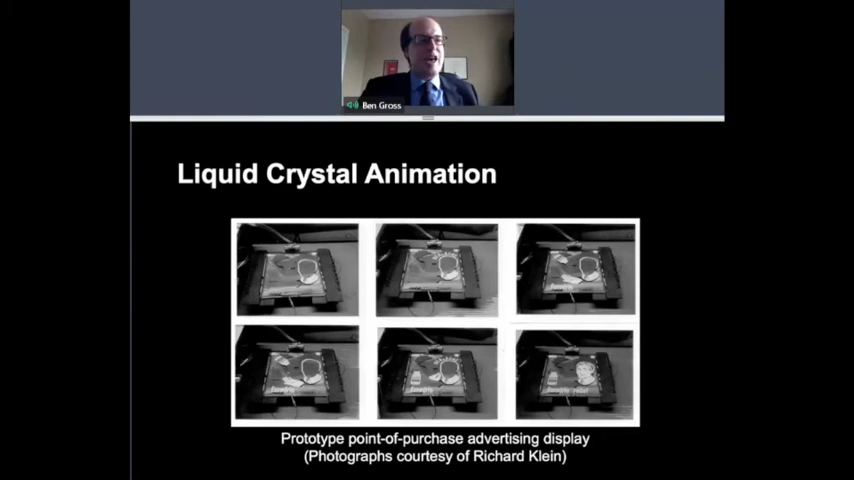 Ben Gross
Liquid Crystal Animation
Prototype point-of-purchase advertising display
(Photographs courtesy of Richard Klein)